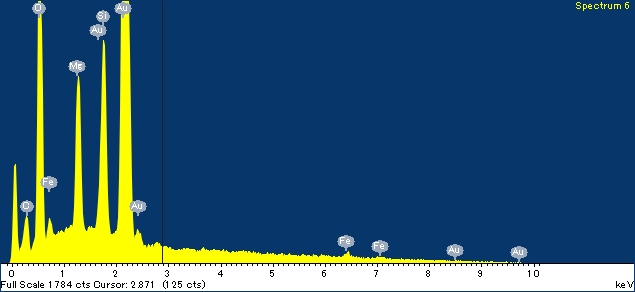 Spectrum 6
O Si Au Au
Mg
Fe
C Au
Fe Fe Au Au
0 1 2 3 4 5 6 7 8 9 10
Full Scale 1784 cts Cursor: 2.871 (125 cts) keV